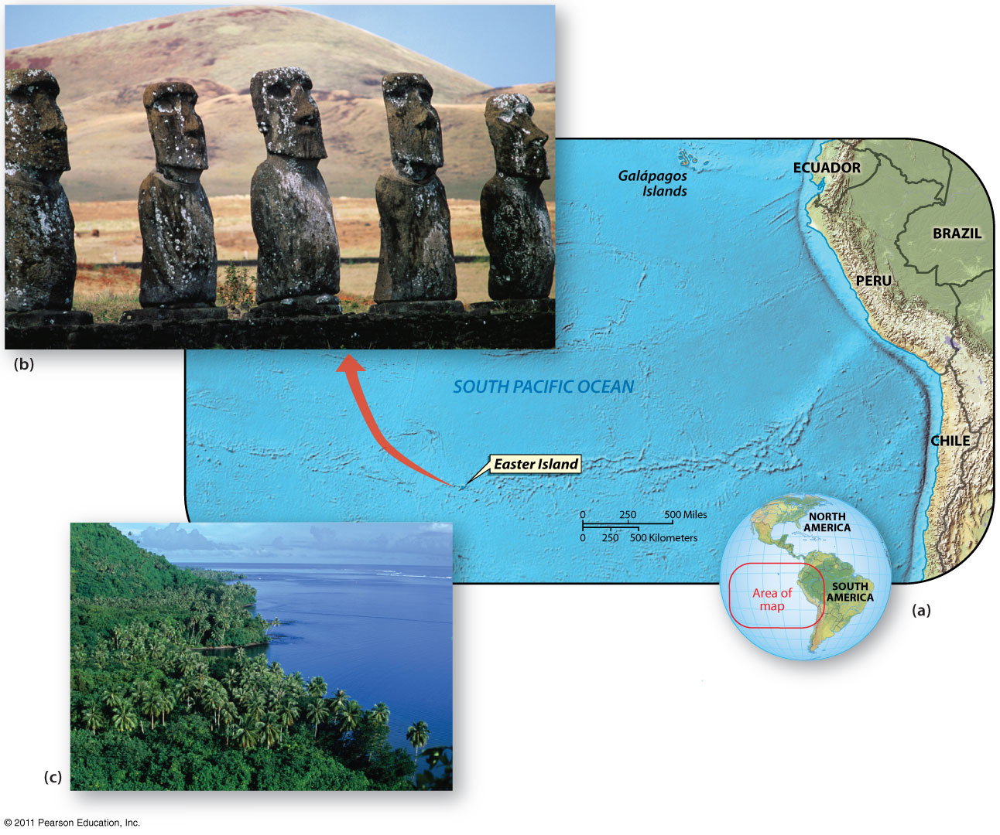 (b)
Galápagos
Islands
ECUADOR
BRAZIL
PERU
SOUTH PACIFIC OCEAN
CHILE
Easter Island
0 250 500 Miles
0 250 500 Kilometers
NORTH
AMERICA
SOUTH
AMERICA
Area of
map
(a)
(c)
© 2011 Pearson Education, Inc.